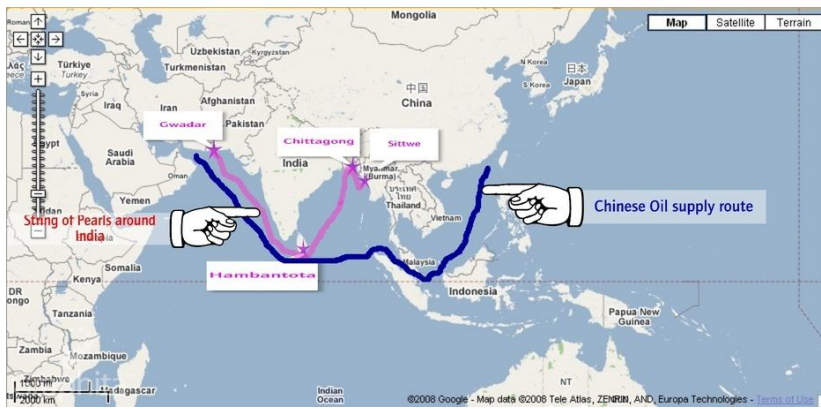 Mongolia
Map
Satellite
Terrain
Uzbekistan
Kyrgyzstan
Türkiye
Turkey
Turkmenistan
N Korea
S Korea
日本
Japan
中国
China
Syria
Iraq
Iran
Afghanistan
Pakistan
Gwadar
Chittagong
Sittwe
Saudi
Arabia
Oman
India
Myanmar
(Burma)
ประเทศ
ไทย
Thailand
Yemen
Vietnam
String of Pearls around
India
Chinese Oil supply route
Somalia
Hambantota
Malaysia
Kenya
Indonesia
DR
Tanzania
Papua New
Guinea
Zambia
Mozambique
Madagascar
1000 mi
2000 km
Indian
Ocean
NT
©2008 Google - Map data ©2008 Tele Atlas, ZENRIN, AND, Europa Technologies - Terms of Use